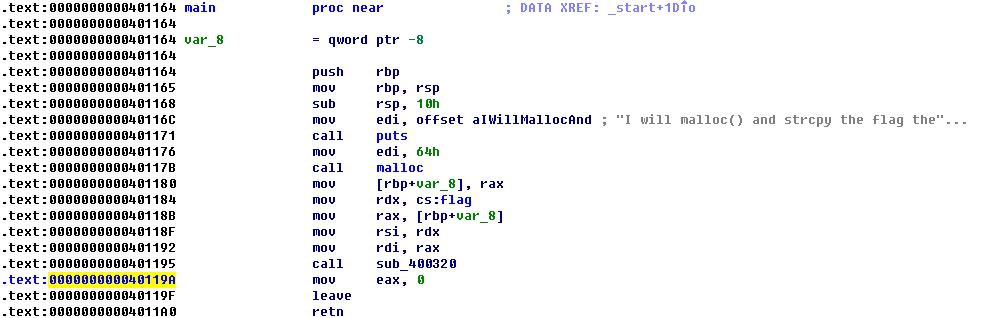 .text:0000000000401164 main proc near ; DATA XREF: _start+1DÎo
.text:0000000000401164
.text:0000000000401164 var_8 = qword ptr -8
.text:0000000000401164
.text:0000000000401164 push rbp
.text:0000000000401165 mov rbp, rsp
.text:0000000000401168 sub rsp, 10h
.text:000000000040116C mov edi, offset aIWillMallocAnd ; "I will malloc() and strcpy the flag the"...
.text:0000000000401171 call puts
.text:0000000000401176 mov edi, 64h
.text:000000000040117B call malloc
.text:0000000000401180 mov [rbp+var_8], rax
.text:0000000000401184 mov rdx, cs:flag
.text:000000000040118B mov rax, [rbp+var_8]
.text:000000000040118F mov rsi, rdx
.text:0000000000401192 mov rdi, rax
.text:0000000000401195 call sub_400320
.text:000000000040119A mov eax, 0
.text:000000000040119F leave
.text:00000000004011A0 retn